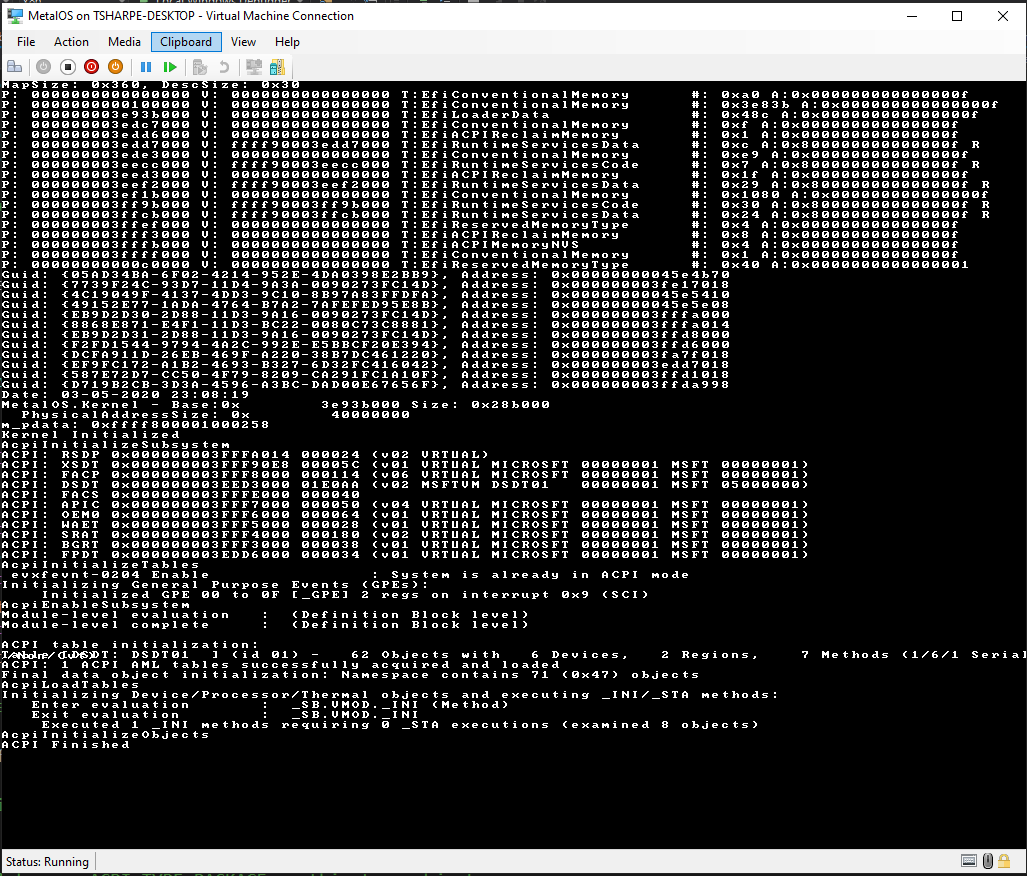 MetalOS on TSHARPE-DESKTOP - Virtual Machine Connection
File Action Media Clipboard View Help
MapSize: 0x360, DescSize: 0x30
P: 0000000000000000 V: 0000000000000000 T:EfiConventionalMemory #: 0xa0 A:0x000000000000000f
P: 0000000000100000 V: 0000000000000000 T:EfiConventionalMemory #: 0x3e83b A:0x000000000000000f
P: 000000003e93b000 V: 0000000000000000 T:EfiLoaderData #: 0x48c A:0x000000000000000f
P: 000000003edc7000 V: 0000000000000000 T:EfiConventionalMemory #: 0xf A:0x000000000000000f
P: 000000003edd6000 V: 0000000000000000 T:EfiACPIReclaimMemory #: 0x1 A:0x000000000000000f
P: 000000003edd7000 V: ffff90003edd7000 T:EfiRuntimeServicesData #: 0xc A:0x800000000000000f R
P: 000000003ede3000 V: 0000000000000000 T:EfiConventionalMemory #: 0xe9 A:0x000000000000000f
P: 000000003eecc000 V: ffff90003eecc000 T:EfiRuntimeServicesCode #: 0x7 A:0x800000000000000f R
P: 000000003eed3000 V: 0000000000000000 T:EfiACPIReclaimMemory #: 0x1f A:0x000000000000000f
P: 000000003eef2000 V: ffff90003eef2000 T:EfiRuntimeServicesData #: 0x29 A:0x800000000000000f R
P: 000000003ef1b000 V: 0000000000000000 T:EfiConventionalMemory #: 0x1080 A:0x000000000000000f
P: 000000003ff9b000 V: ffff90003ff9b000 T:EfiRuntimeServicesCode #: 0x30 A:0x800000000000000f R
P: 000000003ffcb000 V: ffff90003ffcb000 T:EfiRuntimeServicesData #: 0x24 A:0x800000000000000f R
P: 000000003ffef000 V: 0000000000000000 T:EfiReservedMemoryType #: 0x4 A:0x000000000000000f
P: 000000003fff3000 V: 0000000000000000 T:EfiACPIReclaimMemory #: 0x8 A:0x000000000000000f
P: 000000003fffb000 V: 0000000000000000 T:EfiACPIMemoryNVS #: 0x4 A:0x000000000000000f
P: 000000003ffff000 V: 0000000000000000 T:EfiConventionalMemory #: 0x1 A:0x000000000000000f
P: 00000000000c0000 V: 0000000000000000 T:EfiReservedMemoryType #: 0x40 A:0x0000000000000001
Guid: {05AD34BA-6F02-4214-952E-4DA0398E2BB9}, Address: 0x00000000045e4b70
Guid: {7739F24C-93D7-11D4-9A3A-0090273FC14D}, Address: 0x000000003fe17018
Guid: {4C19049F-4137-4DD3-9C10-8B97A83FFDFA}, Address: 0x00000000045e5410
Guid: {49152E77-1ADA-4764-B7A2-7AFEFED95E8B}, Address: 0x00000000045e5e08
Guid: {EB9D2D30-2D88-11D3-9A16-0090273FC14D}, Address: 0x000000003fffa000
Guid: {8868E871-E4F1-11D3-BC22-0080C73C8881}, Address: 0x000000003fffa014
Guid: {EB9D2D31-2D88-11D3-9A16-0090273FC14D}, Address: 0x000000003ffd8000
Guid: {F2FD1544-9794-4A2C-992E-E5BBCF20E394}, Address: 0x000000003ffd6000
Guid: {DCFA911D-26EB-469F-A220-38B7DC461220}, Address: 0x000000003fa7f018
Guid: {EF9FC172-A1B2-4693-B327-6D32FC416042}, Address: 0x000000003edd7018
Guid: {587E72D7-CC50-4F79-8209-CA291FC1A10F}, Address: 0x000000003ffd1018
Guid: {D719B2CB-3D3A-4596-A3BC-DAD00E67656F}, Address: 0x000000003ffda998
Date: 03-05-2020 23:08:19
MetalOS.Kernel - Base:0x 3e93b000 Size: 0x28b000
PhysicalAddressSize: 0x 40000000
m_pdata: 0xffff800001000258
Kernel Initialized
AcpiInitializeSubsystem
ACPI: RSDP 0x000000003FFFA014 000024 (v02 VRTUAL)
ACPI: XSDT 0x000000003FFF90E8 00005C (v01 VRTUAL MICROSFT 00000001 MSFT 00000001)
ACPI: FACP 0x000000003FFF8000 000114 (v06 VRTUAL MICROSFT 00000001 MSFT 00000001)
ACPI: DSDT 0x000000003EED3000 01E0AA (v02 MSFTVM DSDT01 00000001 MSFT 05000000)
ACPI: FACS 0x000000003FFFE000 000040
ACPI: APIC 0x000000003FFF7000 000050 (v04 VRTUAL MICROSFT 00000001 MSFT 00000001)
ACPI: OEM0 0x000000003FFF6000 000064 (v01 VRTUAL MICROSFT 00000001 MSFT 00000001)
ACPI: WAET 0x000000003FFF5000 000028 (v01 VRTUAL MICROSFT 00000001 MSFT 00000001)
ACPI: SRAT 0x000000003FFF4000 000180 (v02 VRTUAL MICROSFT 00000001 MSFT 00000001)
ACPI: BGRT 0x000000003FFF3000 000038 (v01 VRTUAL MICROSFT 00000001 MSFT 00000001)
ACPI: FPDT 0x000000003EDD6000 000034 (v01 VRTUAL MICROSFT 00000001 MSFT 00000001)
AcpiInitializeTables
evxfevnt-0204 Enable : System is already in ACPI mode
Initializing General Purpose Events (GPEs):
Initialized GPE 00 to 0F [_GPE] 2 regs on interrupt 0x9 (SCI)
AcpiEnableSubsystem
Module-level evaluation : (Definition Block level)
Module-level complete : (Definition Block level)
ACPI table initialization:
DSDT: DSDT01 ] (id 01) - 62 Objects with 6 Devices, 2 Regions, 7 Methods (1/6/1 Serial
ACPI: 1 ACPI AML tables successfully acquired and loaded
Final data object initialization: Namespace contains 71 (0x47) objects
AcpiLoadTables
Initializing Device/Processor/Thermal objects and executing _INI/_STA methods:
Enter evaluation : _SB.VMOD._INI (Method)
Exit evaluation : _SB.VMOD._INI
Executed 1 _INI methods requiring 0 _STA executions (examined 8 objects)
AcpiInitializeObjects
ACPI Finished
Status: Running